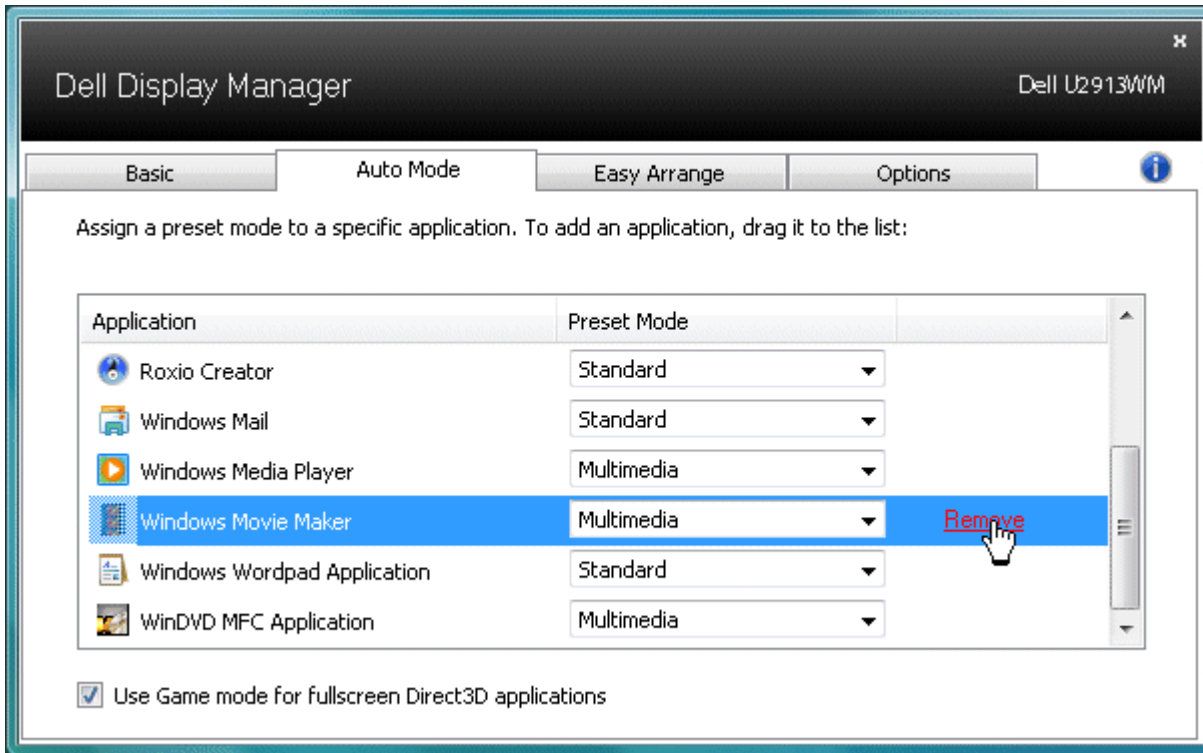 Dell Display Manager
Dell U2913WM
Basic Auto Mode Easy Arrange Options
Assign a preset mode to a specific application. To add an application, drag it to the list:
Application Preset Mode
Roxio Creator Standard
Windows Mail Standard
Windows Media Player Multimedia
Windows Movie Maker Multimedia Remove
Windows Wordpad Application Standard
WinDVD MFC Application Multimedia
Use Game mode for fullscreen Direct3D applications